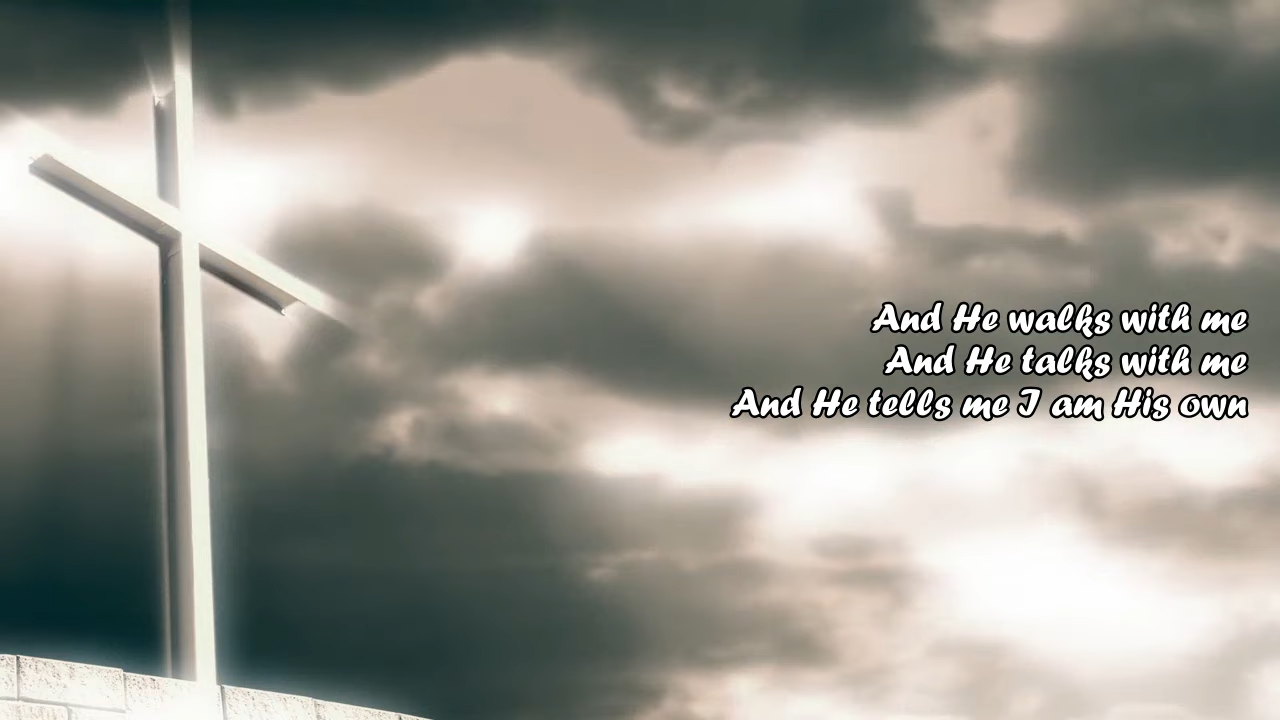 And He walks with me
And He talks with me
And He tells me I am His own